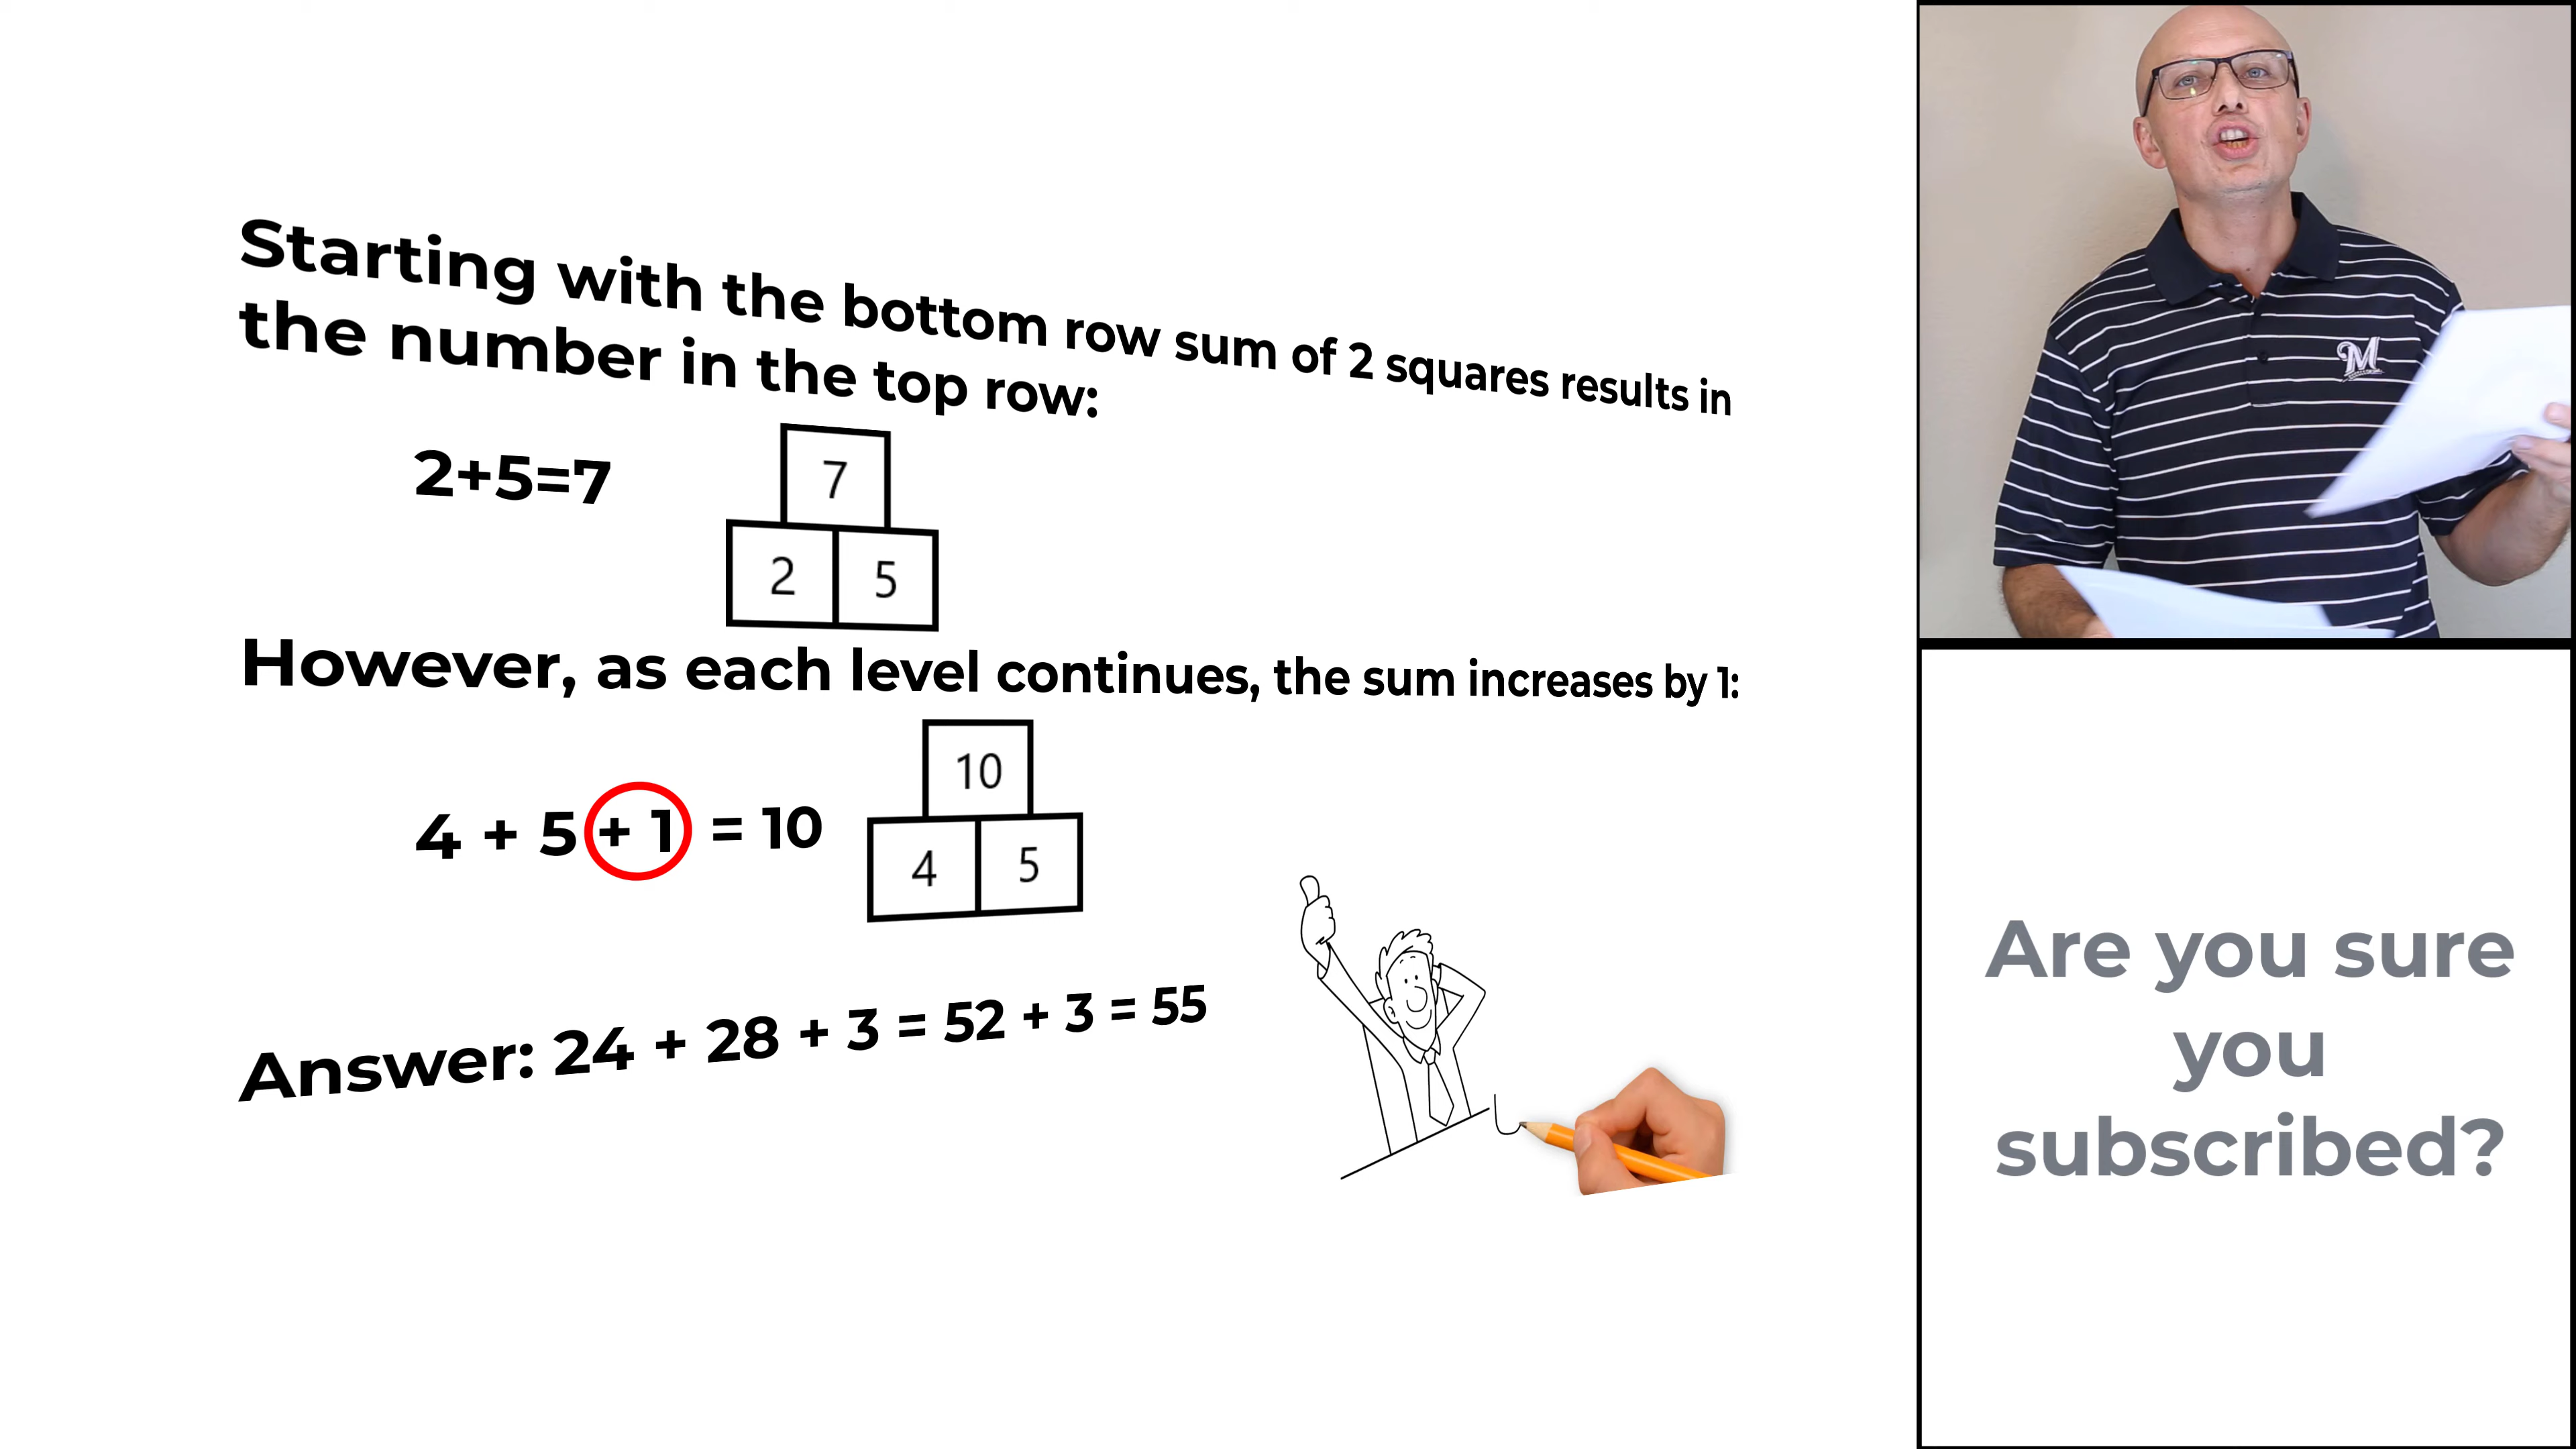 Starting with the bottom row sum of 2 squares results in
the number in the top row:
2+5=7
7
2 5
However, as each level continues, the sum increases by 1:
10
4 + 5 + 1 = 10
4 5
Answer: 24 + 28 + 3 = 52 + 3 = 55
M
Are you sure
you
subscribed?